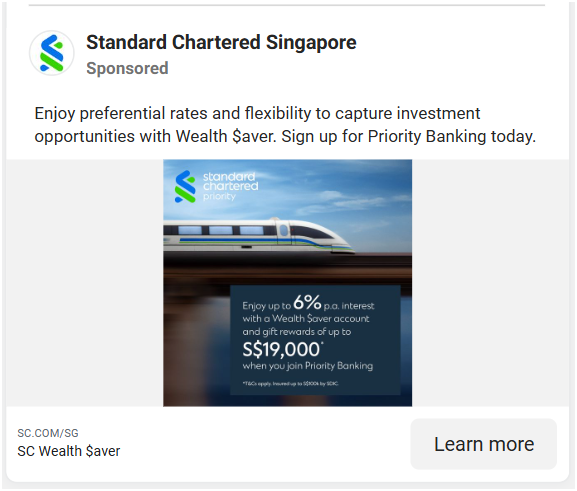 Standard Chartered Singapore
Sponsored
Enjoy preferential rates and flexibility to capture investment
opportunities with Wealth $aver. Sign up for Priority Banking today.
standard
chartered
priority
Enjoy up to 6% p.a. interest
with a Wealth $aver account
and gift rewards of up to
S$19,000*
when you join Priority Banking
*T&Cs apply. Insured up to S$100k by SDIC.
SC.COM/SG
SC Wealth $aver
Learn more